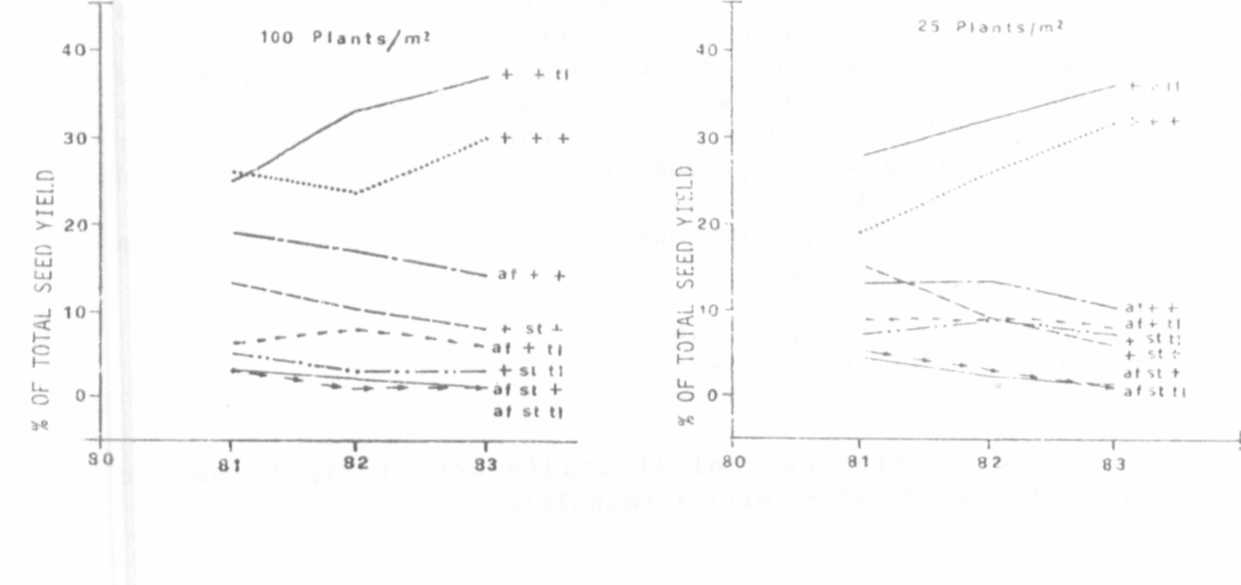 100 Plants/m²
40
30
20
10
0
% OF TOTAL SEED YIELD
+ + tl
+ + +
af + +
+ st +
af + tl
+ st tl
af st +
af st tl
80
81
82
83
25 Plants/m²
40
30
20
10
0
% OF TOTAL SEED YIELD
+ + tl
+ + +
af + +
af + tl
+ st tl
+ st +
af st +
af st tl
80
81
82
83